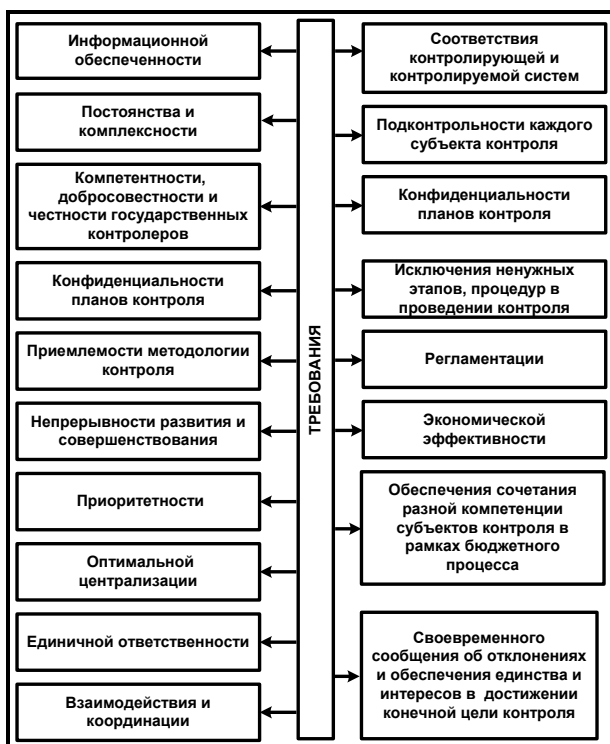 Информационной
обеспеченности
Постоянства и
комплексности
Компетентности,
добросовестности и
честности государственных
контролеров
Конфиденциальности
планов контроля
Приемлемости методологии
контроля
Непрерывности развития и
совершенствования
Приоритетности
Оптимальной
централизации
Единичной ответственности
Взаимодействия и
координации
ТРЕБОВАНИЯ
Соответствия
контролирующей и
контролируемой систем
Подконтрольности каждого
субъекта контроля
Конфиденциальности
планов контроля
Исключения ненужных
этапов, процедур в
проведении контроля
Регламентации
Экономической
эффективности
Обеспечения сочетания
разной компетенции
субъектов контроля в
рамках бюджетного
процесса
Своевременного
сообщения об отклонениях
и обеспечения единства и
интересов в достижении
конечной цели контроля